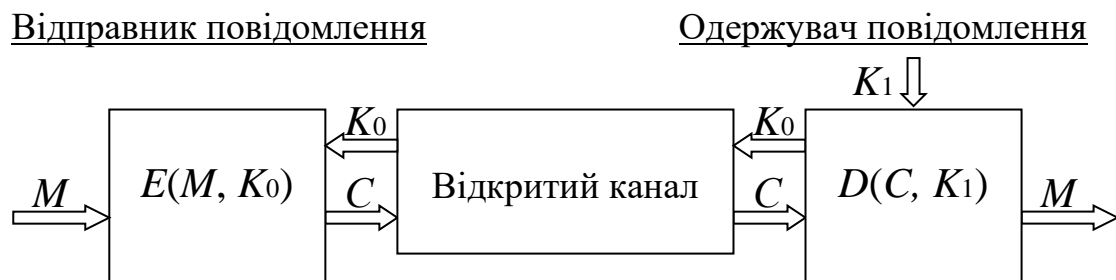 Відправник повідомлення
Одержувач повідомлення
K1
K0
K0
M
E(M, K0)
C
Відкритий канал
C
D(C, K1)
M